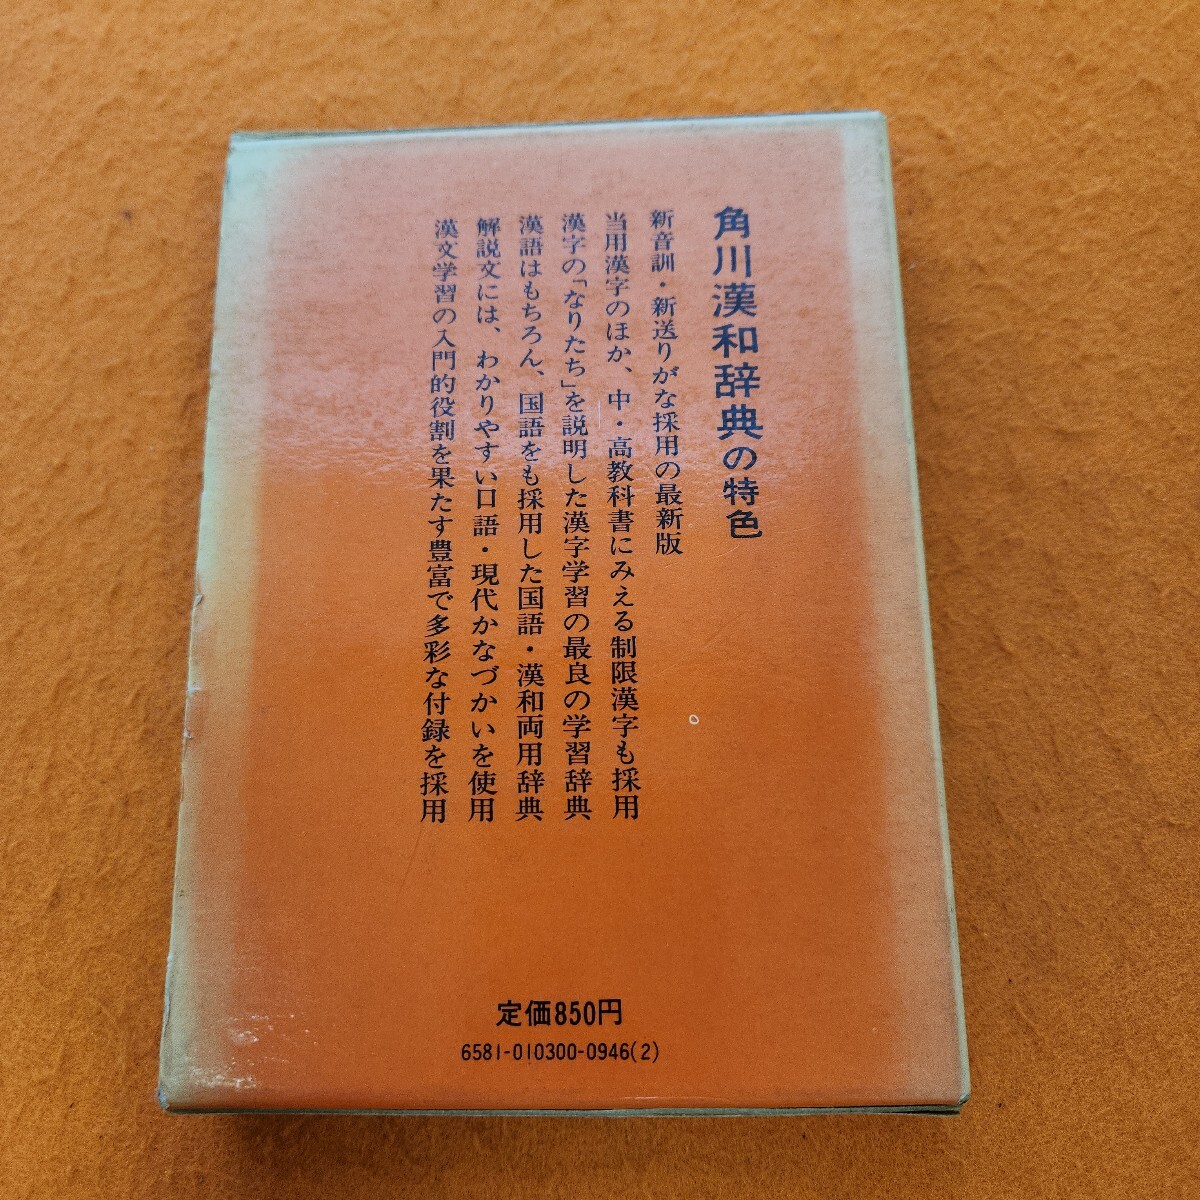 角川漢和辞典の特色
新音訓・新送りがな採用の最新版
当用漢字のほか、中・高教科書にみえる制限漢字も採用
漢字の「なりたち」を説明した漢字学習の最良の学習辞典
漢語はもちろん、国語をも採用した国語・漢和両用辞典
解説文には、わかりやすい口語・現代かなづかいを使用
漢文学習の入門的役割を果たす豊富で多彩な付録を採用
定価850円
6581-010300-0946(2)